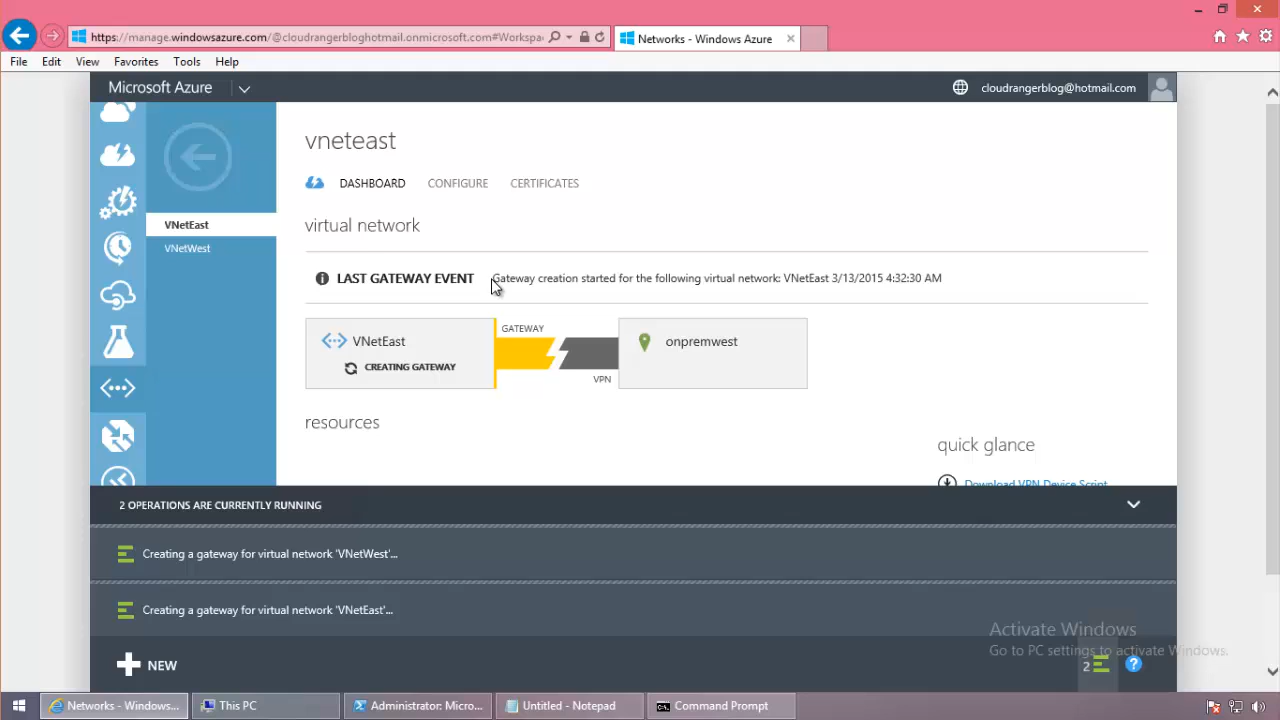 https://manage.windowsazure.com/@cloudrangerbloghotmail.onmicrosoft.com#Workspa
Networks - Windows Azure
File Edit View Favorites Tools Help
Microsoft Azure
cloudrangerblog@hotmail.com
vneteast
DASHBOARD CONFIGURE CERTIFICATES
VNetEast
VNetWest
virtual network
LAST GATEWAY EVENT Gateway creation started for the following virtual network: VNetEast 3/13/2015 4:32:30 AM
VNetEast
CREATING GATEWAY
GATEWAY
VPN
onpremwest
resources
quick glance
Download VPN Device Script
2 OPERATIONS ARE CURRENTLY RUNNING
Creating a gateway for virtual network 'VNetWest'...
Creating a gateway for virtual network 'VNetEast'...
NEW
2
?
Activate Windows
Go to PC settings to activate Windows.
Networks - Windows...
This PC
Administrator: Micro...
Untitled - Notepad
Command Prompt